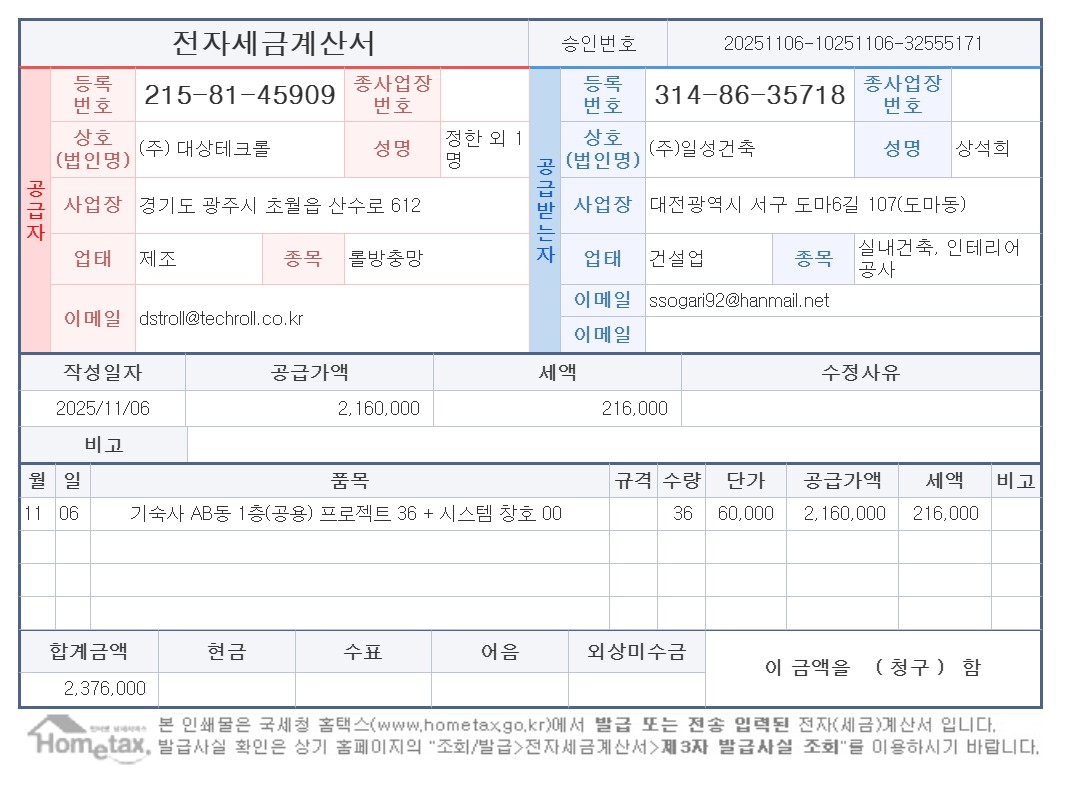 전자세금계산서 승인번호 20251106-10251106-32555171
공급자
등록번호 215-81-45909 종사업장번호
상호(법인명) (주) 대상테크롤 성명 정한 외 1명
사업장 경기도 광주시 초월읍 산수로 612
업태 제조 종목 롤방충망
이메일 dstroll@techroll.co.kr
공급받는자
등록번호 314-86-35718 종사업장번호
상호(법인명) (주)일성건축 성명 상석희
사업장 대전광역시 서구 도마6길 107(도마동)
업태 건설업 종목 실내건축, 인테리어공사
이메일 ssogari92@hanmail.net
이메일
작성일자 공급가액 세액 수정사유
2025/11/06 2,160,000 216,000
비고
월 일 품목 규격 수량 단가 공급가액 세액 비고
11 06 기숙사 AB동 1층(공용) 프로젝트 36 + 시스템 창호 00 36 60,000 2,160,000 216,000
합계금액 현금 수표 어음 외상미수금 이 금액을 ( 청구 ) 함
2,376,000
Hometax. 본 인쇄물은 국세청 홈택스(www.hometax.go.kr)에서 발급 또는 전송 입력된 전자(세금)계산서 입니다.
발급사실 확인은 상기 홈페이지의 "조회/발급>전자세금계산서>제3자 발급사실 조회"를 이용하시기 바랍니다.